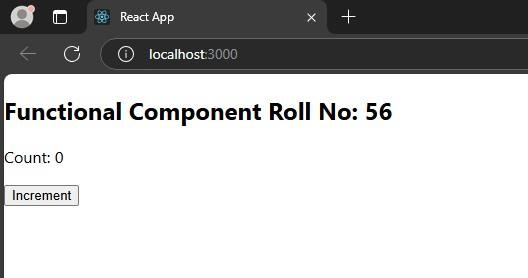 React App
localhost:3000
Functional Component Roll No: 56
Count: 0
Increment